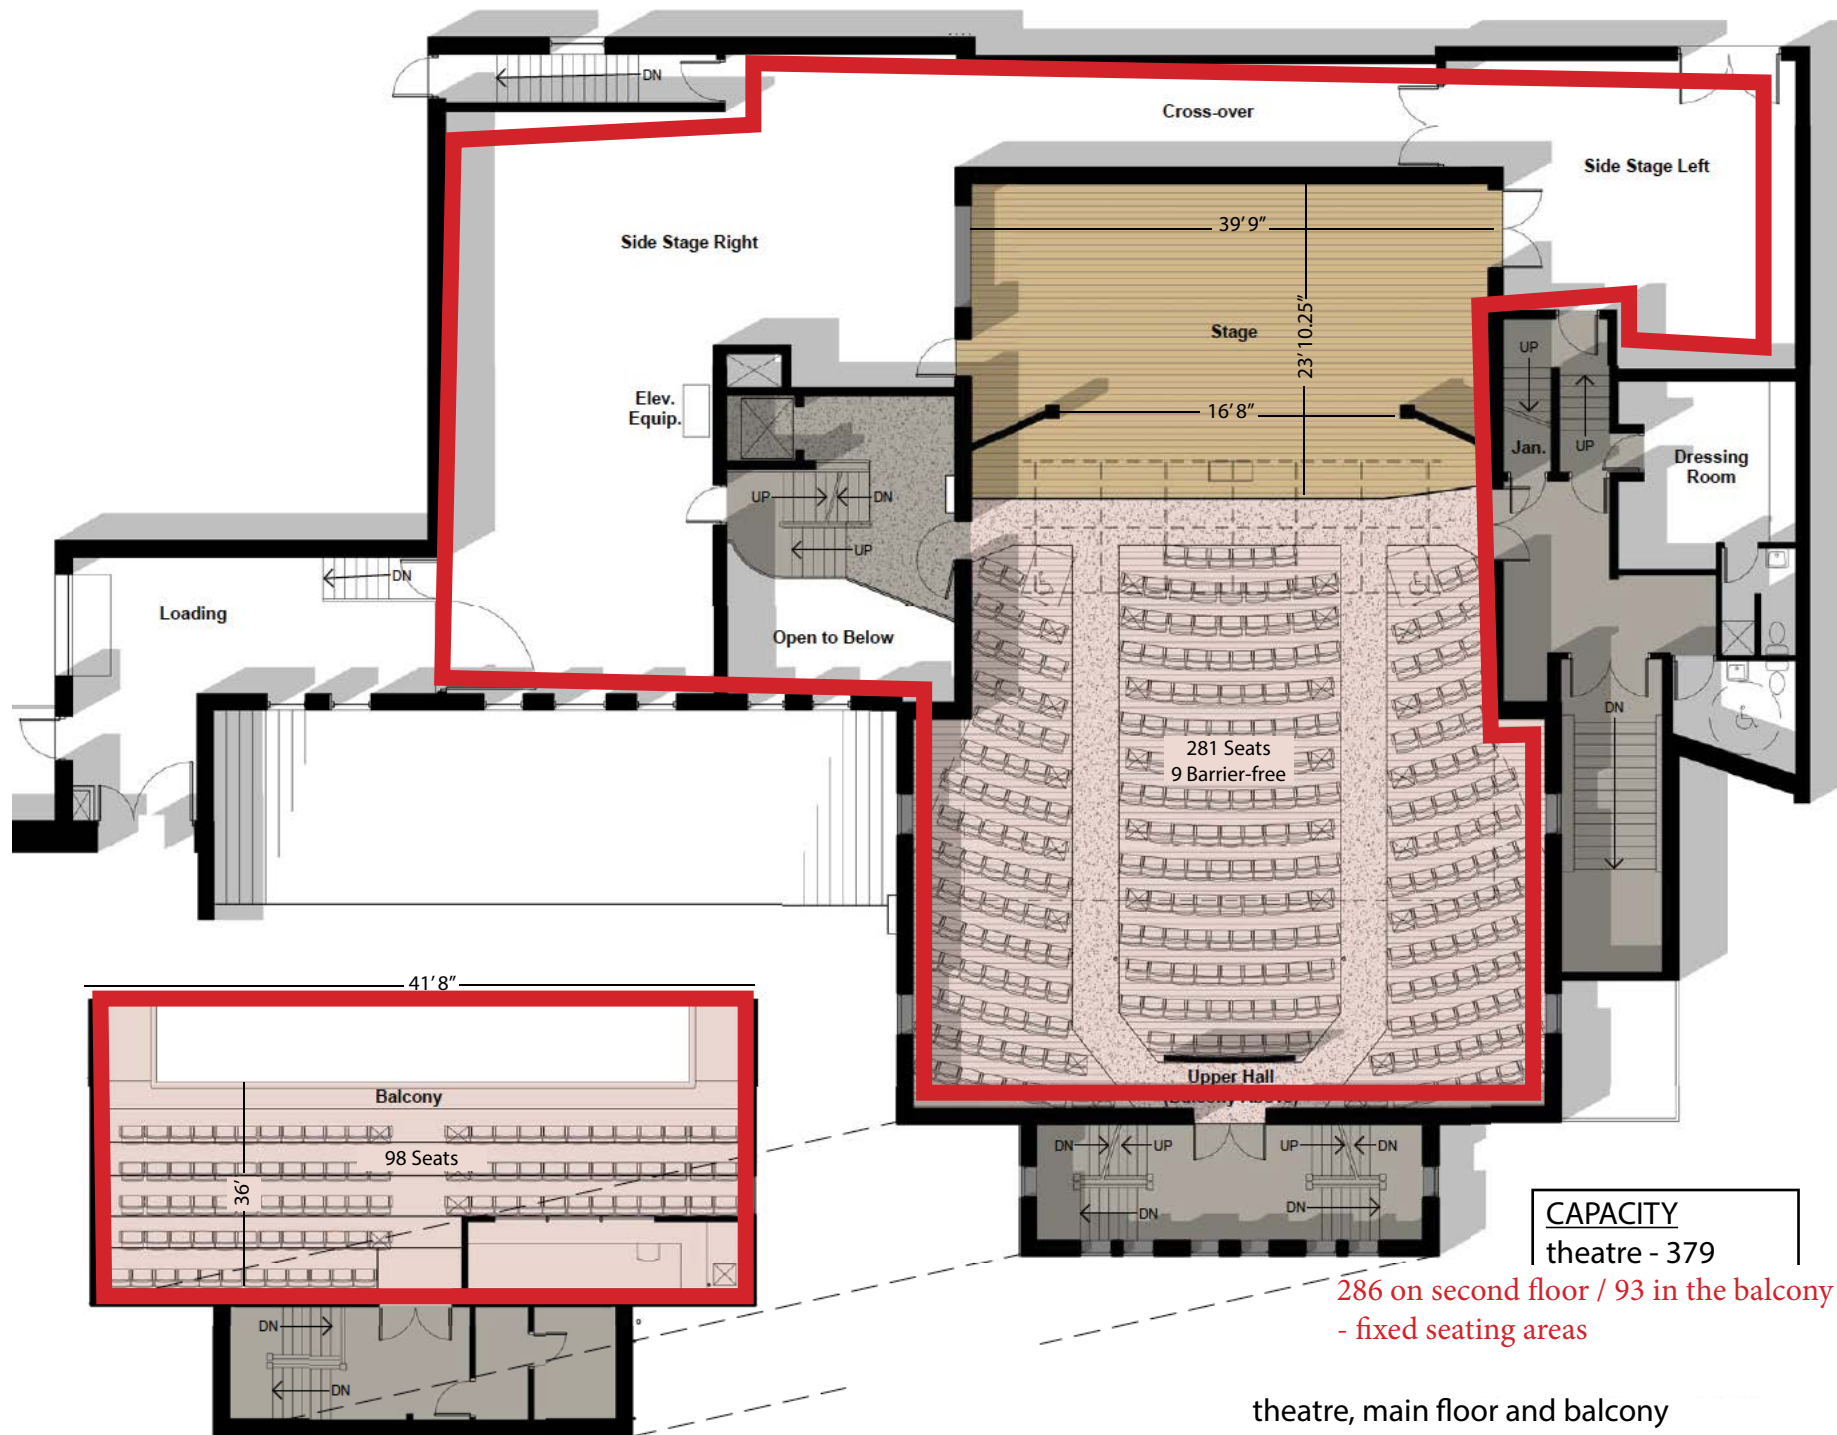 DN
Cross-over
Side Stage Left
39' 9"
Side Stage Right
23' 10.25"
Stage
UP
Elev.
Equip.
16' 8"
Jan.
UP
Dressing
Room
UP
DN
UP
DN
Loading
Open to Below
DN
281 Seats
9 Barrier-free
41' 8"
Upper Hall
(Balcony Above)
Balcony
98 Seats
36'
DN
UP
UP
DN
DN
DN
CAPACITY
theatre - 379
286 on second floor / 93 in the balcony
- fixed seating areas
DN
DN
theatre, main floor and balcony